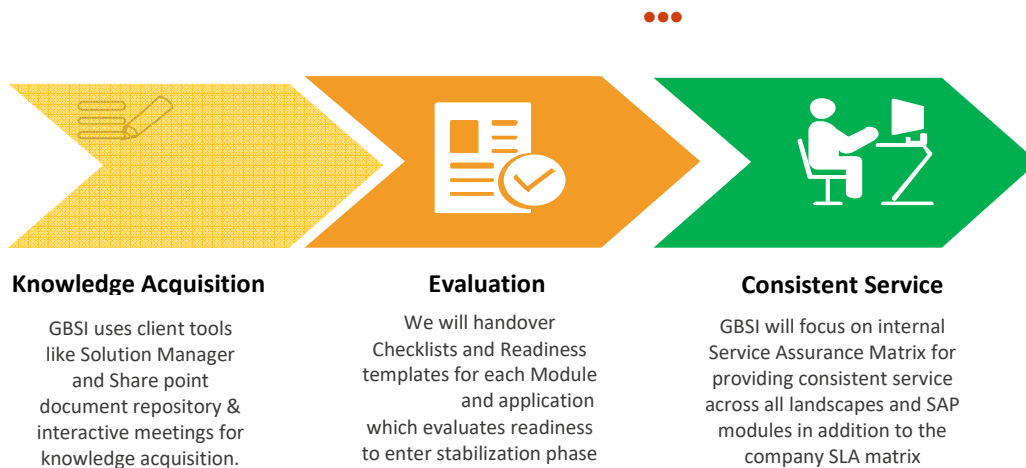 Knowledge Acquisition
GBSI uses client tools
like Solution Manager
and Share point
document repository &
interactive meetings for
knowledge acquisition.
Evaluation
We will handover
Checklists and Readiness
templates for each Module
and application
which evaluates readiness
to enter stabilization phase
Consistent Service
GBSI will focus on internal
Service Assurance Matrix for
providing consistent service
across all landscapes and SAP
modules in addition to the
company SLA matrix